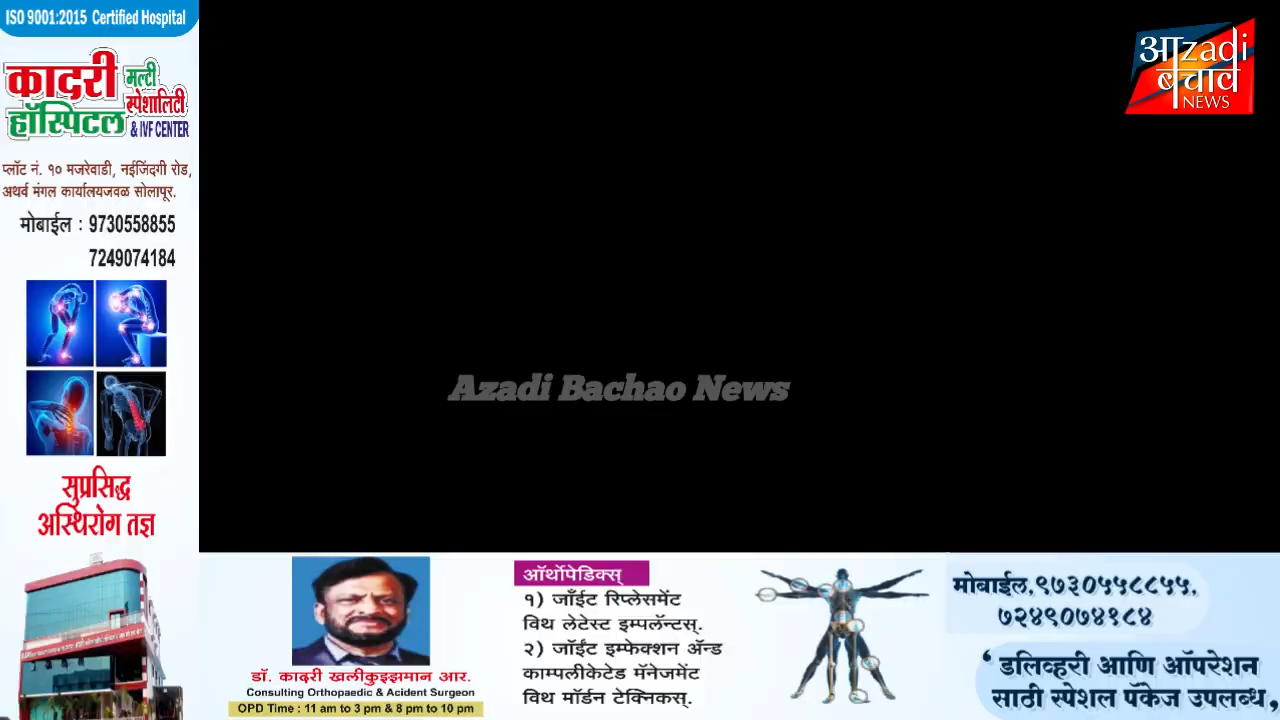 ISO 9001:2015 Certified Hospital
कादरी मल्टी
हॉस्पिटल स्पेशालिटी
& IVF CENTER
प्लॉट नं. १० मजरेवाडी, नईजिंदगी रोड,
अथर्व मंगल कार्यालयजवळ सोलापूर.
मोबाईल : 9730558855
7249074184
सुप्रसिद्ध
अस्थिरोग तज्ञ
आzadi
बचाव
NEWS
Azadi Bachao News
डॉ. कादरी खलीकुझ्झमान आर.
Consulting Orthopaedic & Acident Surgeon
OPD Time : 11 am to 3 pm & 8 pm to 10 pm
ऑर्थोपेडिक्स्
१) जॉईंट रिप्लेसमेंट
विथ लेटेस्ट इम्पलॅन्टस्.
२) जॉईंट इम्फेक्शन ॲन्ड
काम्पलीकेटेड मॅनेजमेंट
विथ मॉर्डन टेक्निकस्.
मोबाईल.९७३०५५८८५५,
७२४९०७४१८४
‘ डलिव्हरी आणि ऑपरेशन
साठी स्पेशल पॅकेज उपलब्ध,